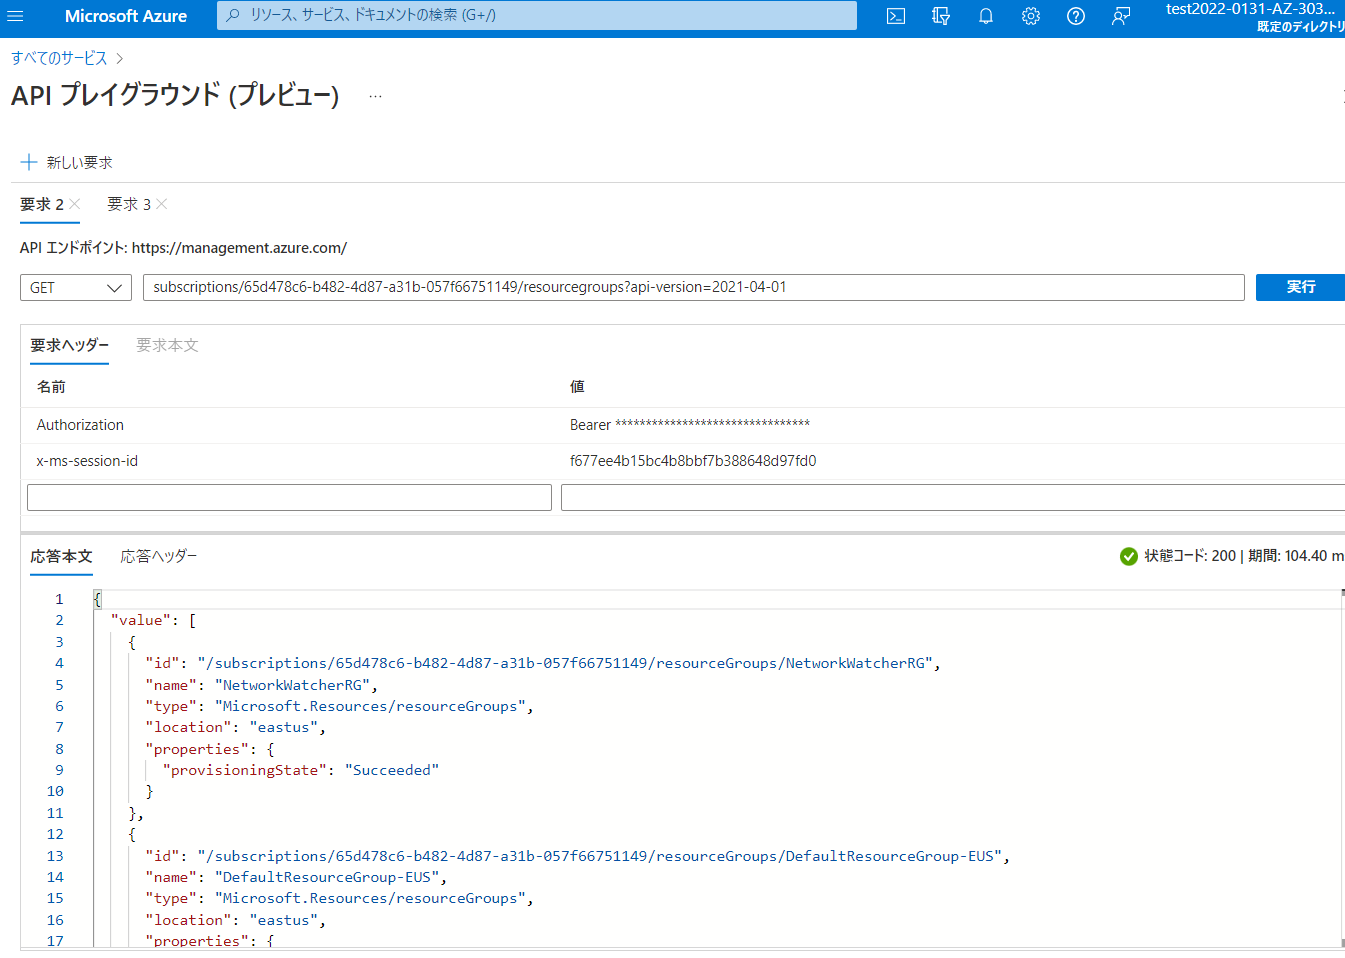 Microsoft Azure
リソース、サービス、ドキュメントの検索 (G+/)
test2022-0131-AZ-303...
既定のディレクトリ
すべてのサービス
API プレイグラウンド (プレビュー) ...
新しい要求
要求 2 要求 3
API エンドポイント: https://management.azure.com/
GET subscriptions/65d478c6-b482-4d87-a31b-057f66751149/resourcegroups?api-version=2021-04-01 実行
要求ヘッダー 要求本文
名前 値
Authorization Bearer ********************************
x-ms-session-id f677ee4b15bc4b8bbf7b388648d97fd0
応答本文 応答ヘッダー 状態コード: 200 | 期間: 104.40 m
1 {
2 "value": [
3 {
4 "id": "/subscriptions/65d478c6-b482-4d87-a31b-057f66751149/resourceGroups/NetworkWatcherRG",
5 "name": "NetworkWatcherRG",
6 "type": "Microsoft.Resources/resourceGroups",
7 "location": "eastus",
8 "properties": {
9 "provisioningState": "Succeeded"
10 }
11 },
12 {
13 "id": "/subscriptions/65d478c6-b482-4d87-a31b-057f66751149/resourceGroups/DefaultResourceGroup-EUS",
14 "name": "DefaultResourceGroup-EUS",
15 "type": "Microsoft.Resources/resourceGroups",
16 "location": "eastus",
17 "properties": {